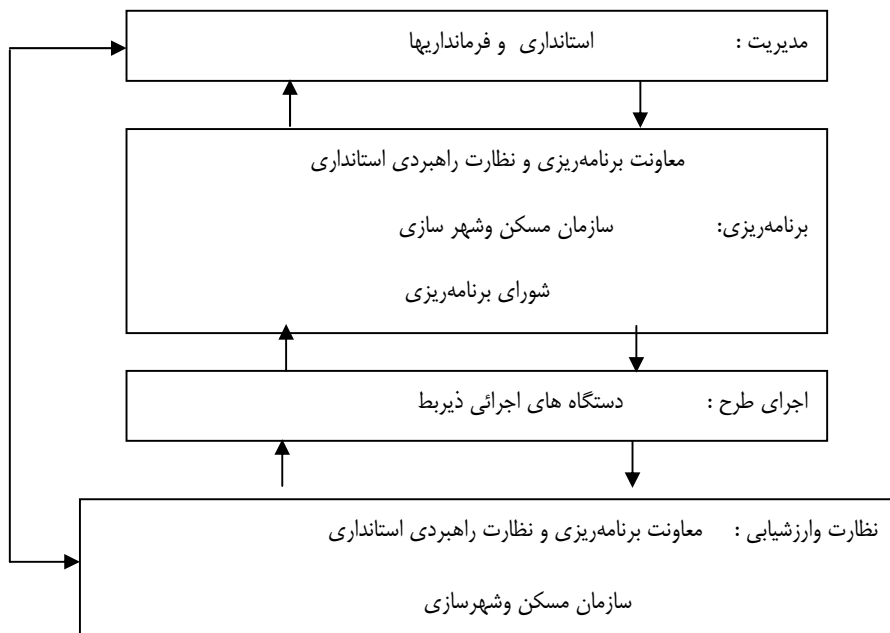 مدیریت : استانداری و فرمانداریها
معاونت برنامه‌ریزی و نظارت راهبردی استانداری
برنامه‌ریزی: سازمان مسکن وشهر سازی
شورای برنامه‌ریزی
اجرای طرح : دستگاه های اجرائی ذیربط
نظارت وارزشیابی : معاونت برنامه‌ریزی و نظارت راهبردی استانداری
سازمان مسکن وشهرسازی